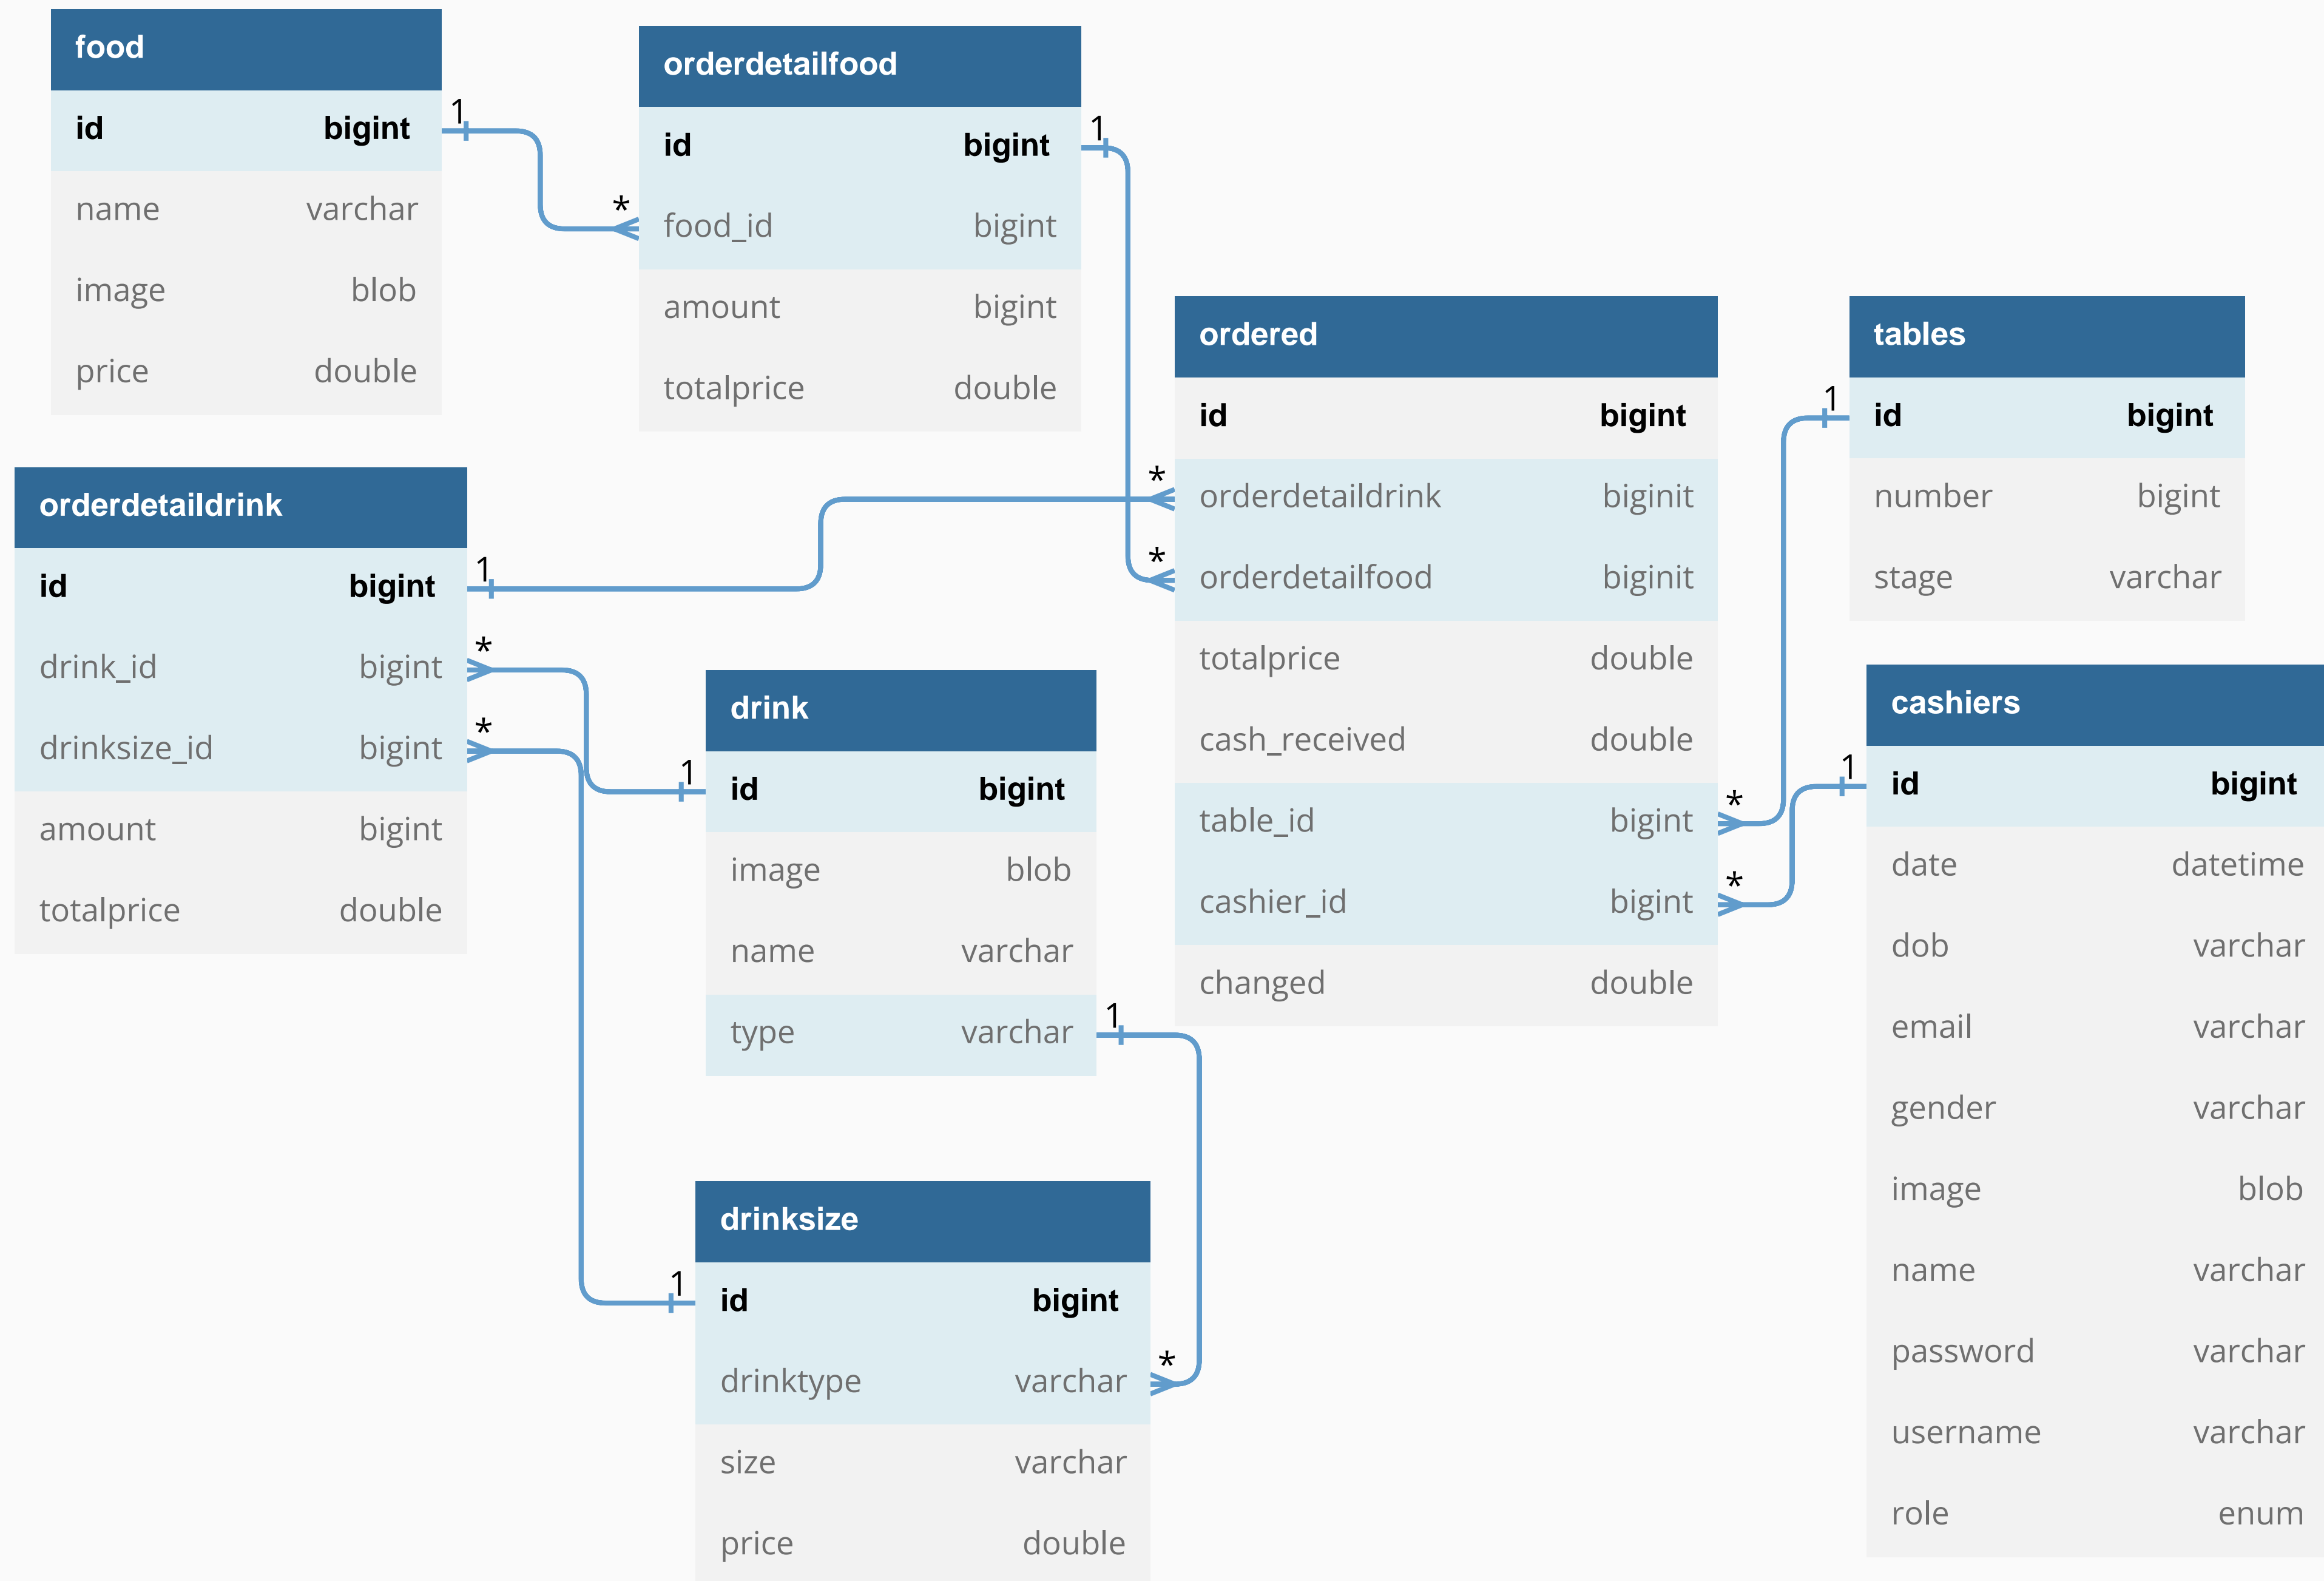 food
id bigint
name varchar
image blob
price double
1
*
orderdetailfood
id bigint
food_id bigint
amount bigint
totalprice double
1
*
orderdetaildrink
id bigint
drink_id bigint
drinksize_id bigint
amount bigint
totalprice double
1
*
*
*
drink
id bigint
image blob
name varchar
type varchar
1
1
*
drinksize
id bigint
drinktype varchar
size varchar
price double
1
ordered
id bigint
orderdetaildrink biginit
orderdetailfood biginit
totalprice double
cash_received double
table_id bigint
cashier_id bigint
changed double
*
*
tables
id bigint
number bigint
stage varchar
1
cashiers
id bigint
date datetime
dob varchar
email varchar
gender varchar
image blob
name varchar
password varchar
username varchar
role enum
1